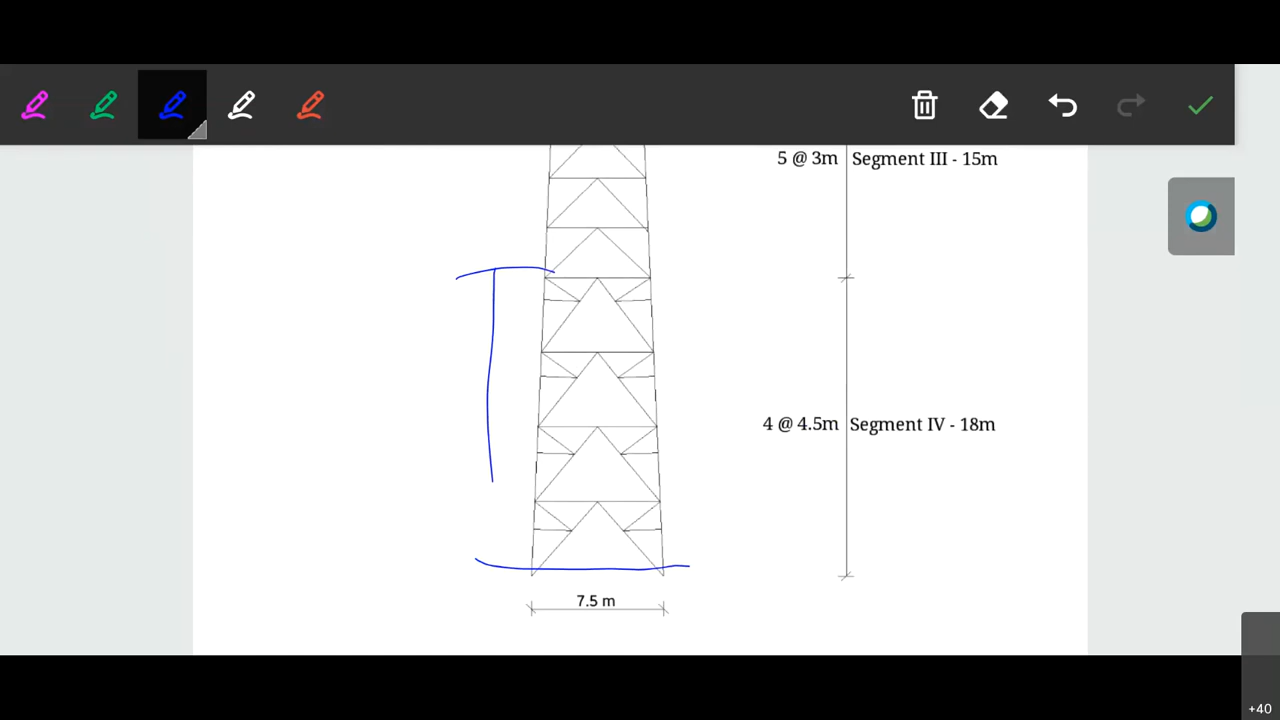 5 @ 3m Segment III - 15m
4 @ 4.5m Segment IV - 18m
7.5 m
+40